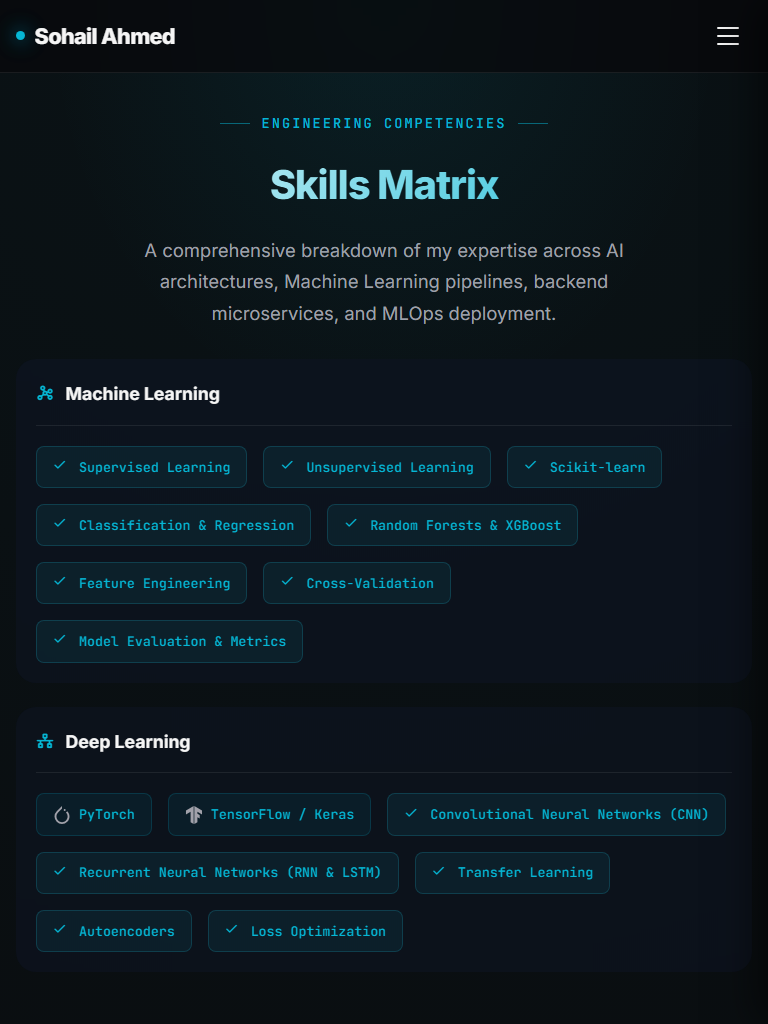 Sohail Ahmed
ENGINEERING COMPETENCIES
Skills Matrix
A comprehensive breakdown of my expertise across AI
architectures, Machine Learning pipelines, backend
microservices, and MLOps deployment.
Machine Learning
Supervised Learning
Unsupervised Learning
Scikit-learn
Classification & Regression
Random Forests & XGBoost
Feature Engineering
Cross-Validation
Model Evaluation & Metrics
Deep Learning
PyTorch
TensorFlow / Keras
Convolutional Neural Networks (CNN)
Recurrent Neural Networks (RNN & LSTM)
Transfer Learning
Autoencoders
Loss Optimization